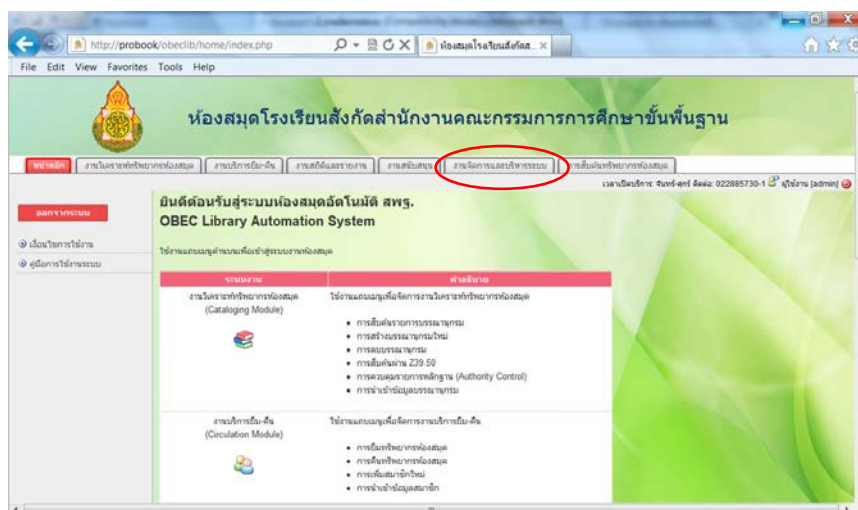 http://probook/obeclib/home/index.php
ห้องสมุดโรงเรียนสังกัดส...
File Edit View Favorites Tools Help
ห้องสมุดโรงเรียนสังกัดสำนักงานคณะกรรมการการศึกษาขั้นพื้นฐาน
หน้าหลัก งานวิเคราะห์ทรัพยากรห้องสมุด งานบริการยืม-คืน งานสถิติและรายงาน งานสนับสนุน งานจัดการและบริหารระบบ การสืบค้นทรัพยากรห้องสมุด
เวลาเปิดบริการ: จันทร์-ศุกร์ ติดต่อ: 022885730-1 ผู้ใช้งาน [admin]
ออกจากระบบ
เงื่อนไขการใช้งาน
คู่มือการใช้งานระบบ
ยินดีต้อนรับสู่ระบบห้องสมุดอัตโนมัติ สพฐ.
OBEC Library Automation System
ใช้งานแถบเมนูด้านบนเพื่อเข้าสู่ระบบงานห้องสมุด
ระบบงาน คำอธิบาย
งานวิเคราะห์ทรัพยากรห้องสมุด
(Cataloging Module)
ใช้งานแถบเมนูเพื่อจัดการงานวิเคราะห์ทรัพยากรห้องสมุด
• การสืบค้นรายการบรรณานุกรม
• การสร้างบรรณานุกรมใหม่
• การลบบรรณานุกรม
• การสืบค้นผ่าน Z39.50
• การควบคุมรายการหลักฐาน (Authority Control)
• การนำเข้าข้อมูลบรรณานุกรม
งานบริการยืม-คืน
(Circulation Module)
ใช้งานแถบเมนูเพื่อจัดการงานบริการยืม-คืน
• การยืมทรัพยากรห้องสมุด
• การคืนทรัพยากรห้องสมุด
• การเพิ่มสมาชิกใหม่
• การนำเข้าข้อมูลสมาชิก